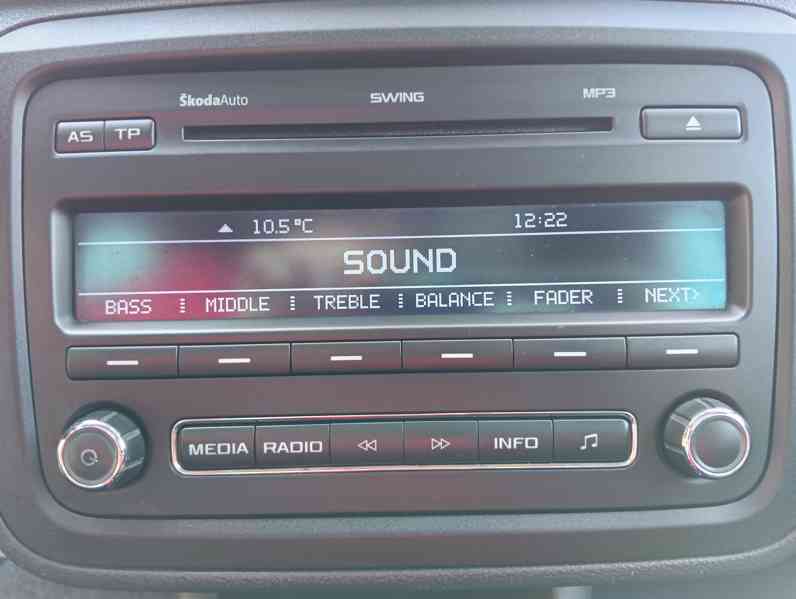 ŠkodaAuto SWING MP3
AS TP
10.5°C 12:22
SOUND
BASS MIDDLE TREBLE BALANCE FADER NEXT>
MEDIA RADIO INFO